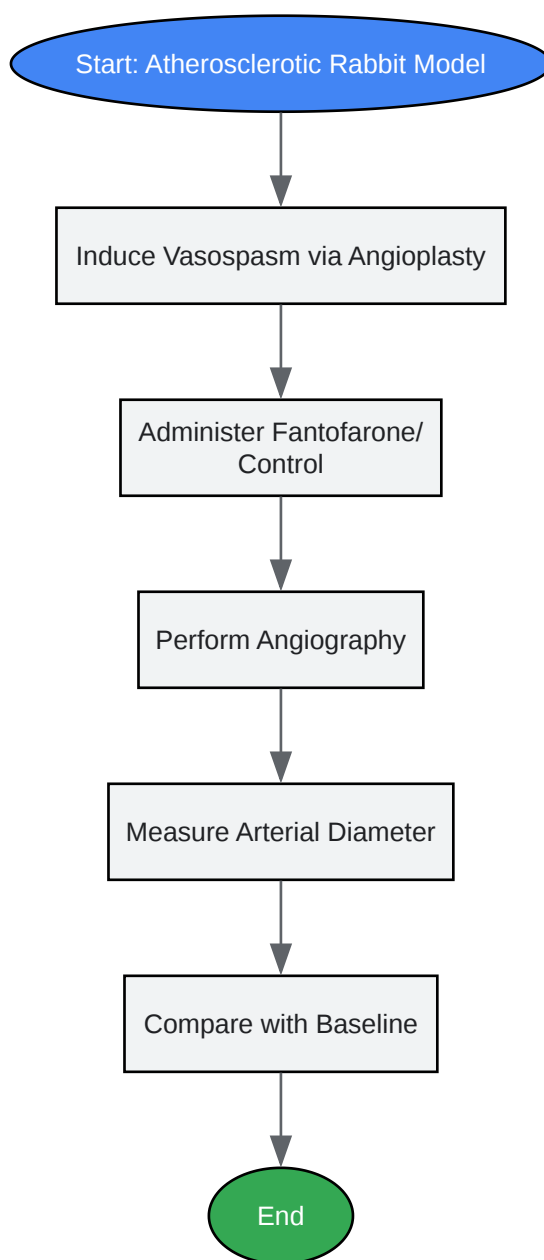 Start: Atherosclerotic Rabbit Model
Induce Vasospasm via Angioplasty
Administer Fantofarone/
Control
Perform Angiography
Measure Arterial Diameter
Compare with Baseline
End